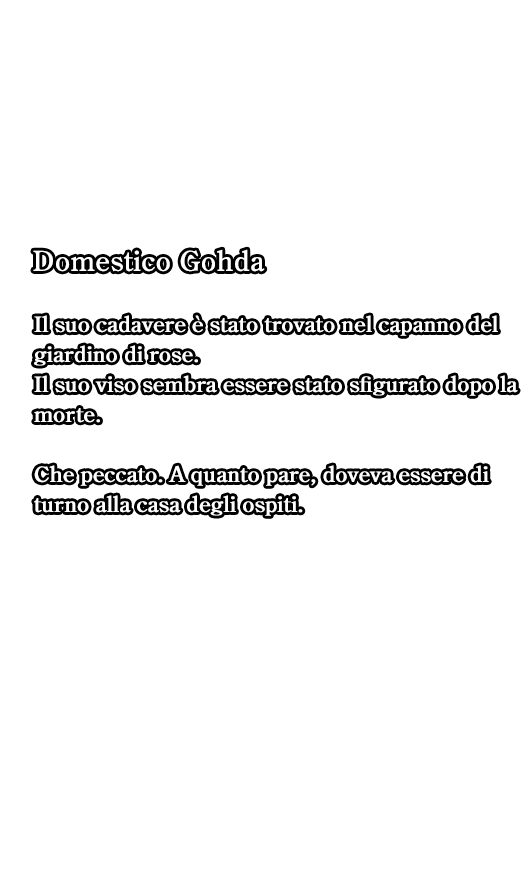 Domestico Gohda
Il suo cadavere è stato trovato nel capanno del
giardino di rose.
Il suo viso sembra essere stato sfigurato dopo la
morte.
Che peccato. A quanto pare, doveva essere di
turno alla casa degli ospiti.